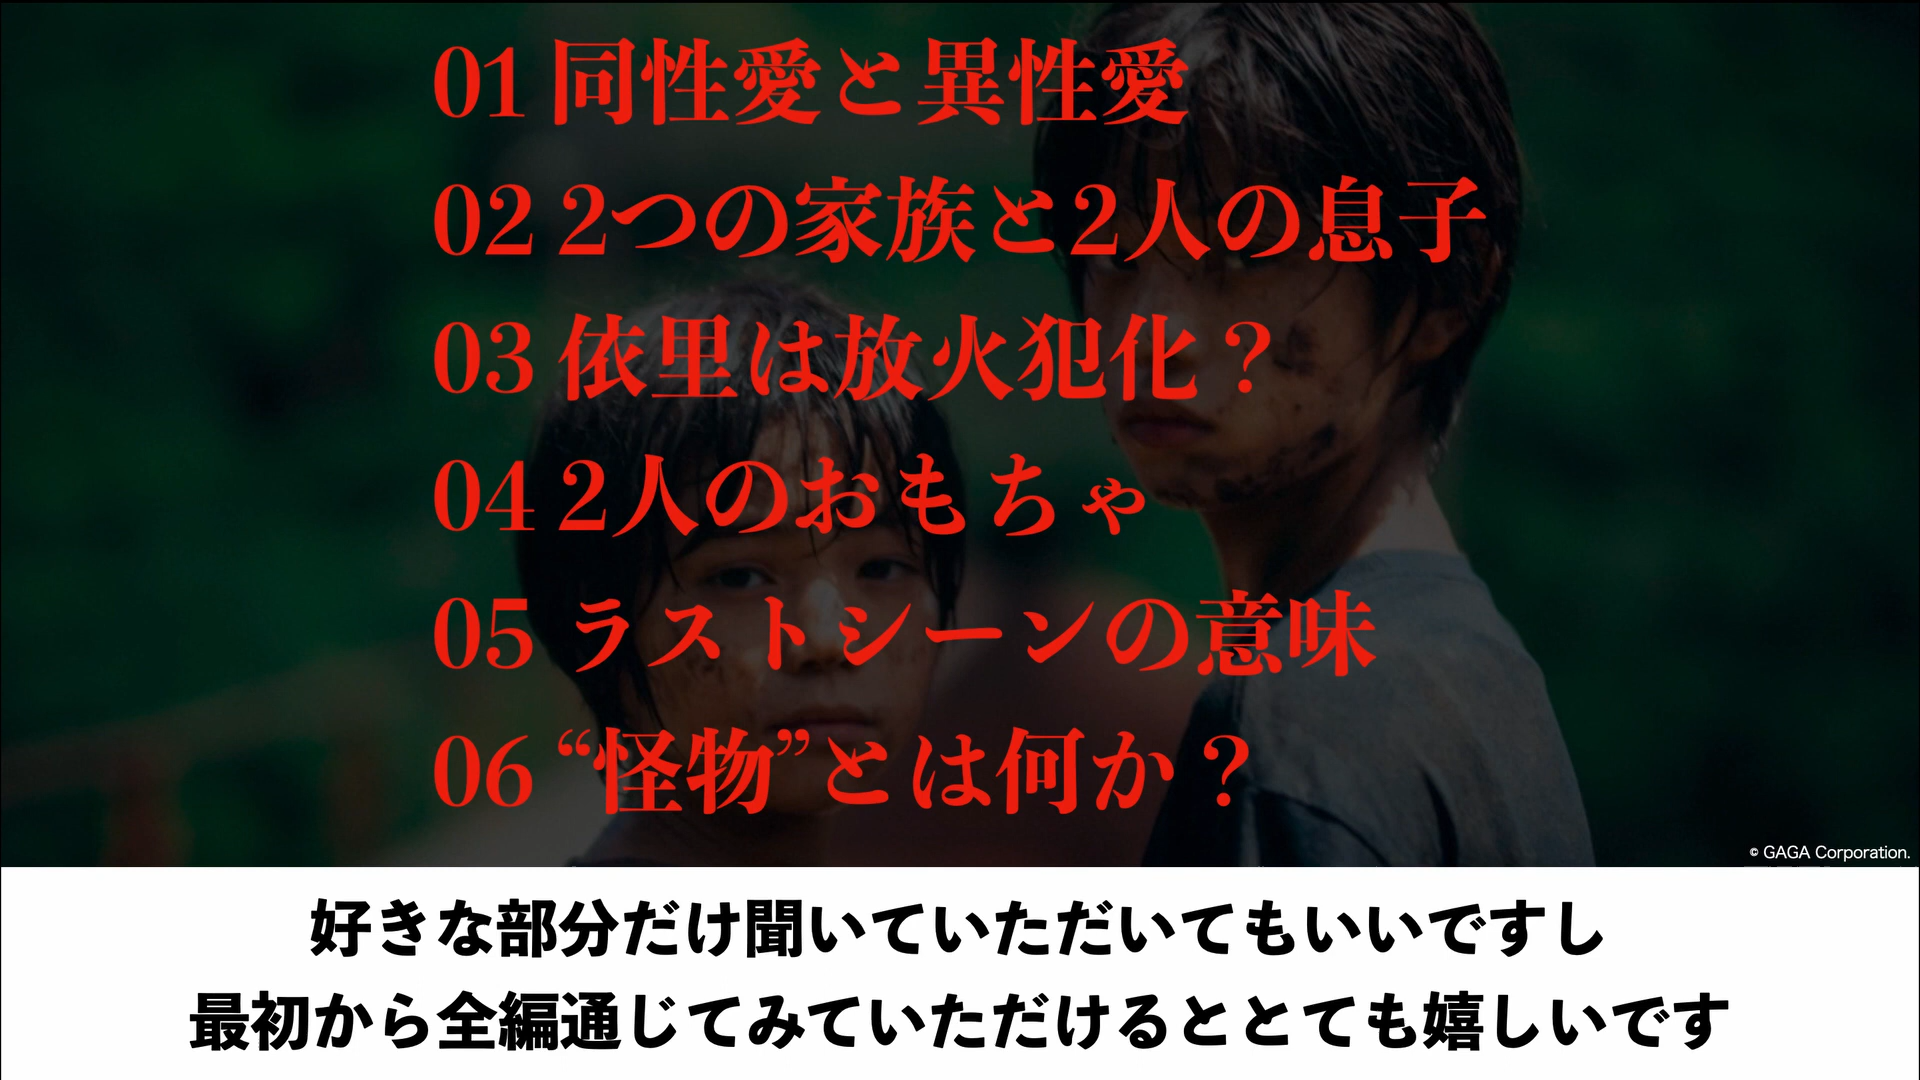 01 同性愛と異性愛
02 2つの家族と2人の息子
03 依里は放火犯化？
04 2人のおもちゃ
05 ラストシーンの意味
06 “怪物”とは何か？
© GAGA Corporation.
好きな部分だけ聞いていただいてもいいですし
最初から全編通じてみていただけるととても嬉しいです